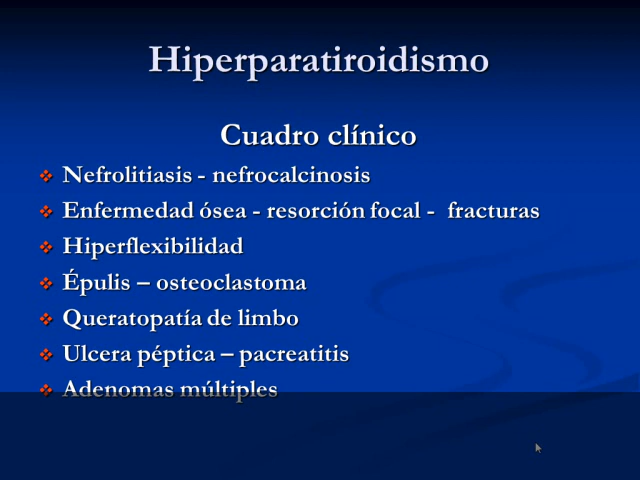 Hiperparatiroidismo
Cuadro clínico
Nefrolitiasis - nefrocalcinosis
Enfermedad ósea - resorción focal - fracturas
Hiperflexibilidad
Épulis – osteoclastoma
Queratopatía de limbo
Ulcera péptica – pacreatitis
Adenomas múltiples